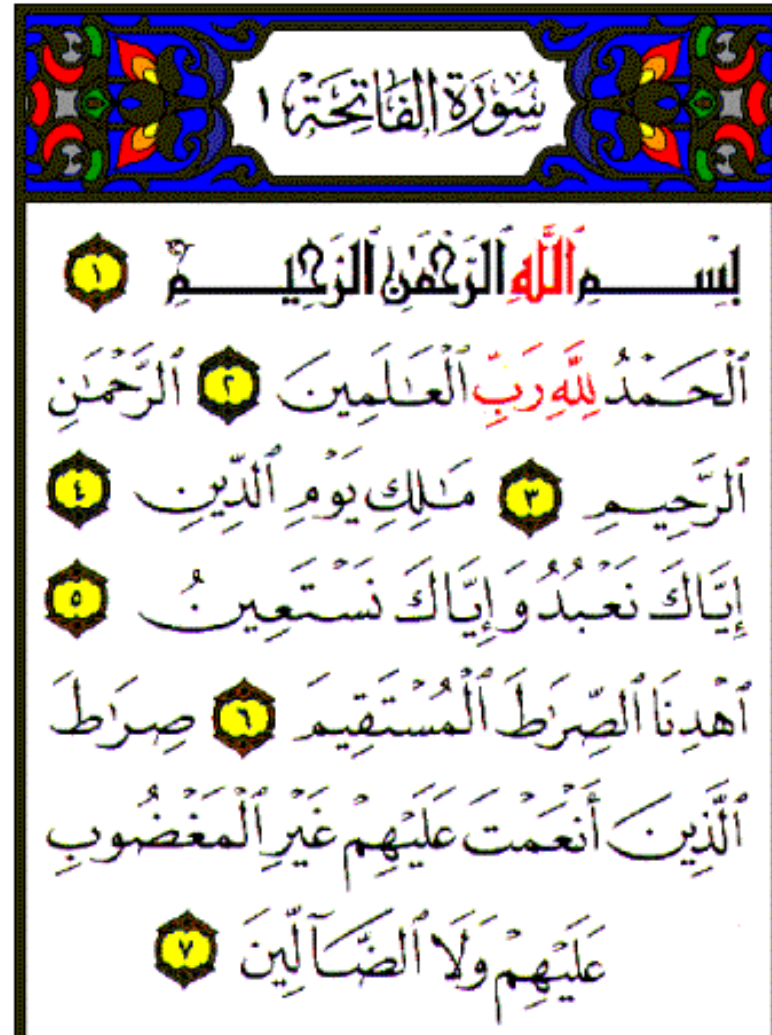 سُورَةُ الفَاتِحَةِ ١
بِسْمِ ٱللَّهِ ٱلرَّحْمَٰنِ ٱلرَّحِيمِ ١
ٱلْحَمْدُ لِلَّهِ رَبِّ ٱلْعَٰلَمِينَ ٢ ٱلرَّحْمَٰنِ
ٱلرَّحِيمِ ٣ مَٰلِكِ يَوْمِ ٱلدِّينِ ٤
إِيَّاكَ نَعْبُدُ وَإِيَّاكَ نَسْتَعِينُ ٥
ٱهْدِنَا ٱلصِّرَٰطَ ٱلْمُسْتَقِيمَ ٦ صِرَٰطَ
ٱلَّذِينَ أَنْعَمْتَ عَلَيْهِمْ غَيْرِ ٱلْمَغْضُوبِ
عَلَيْهِمْ وَلَا ٱلضَّآلِّينَ ٧